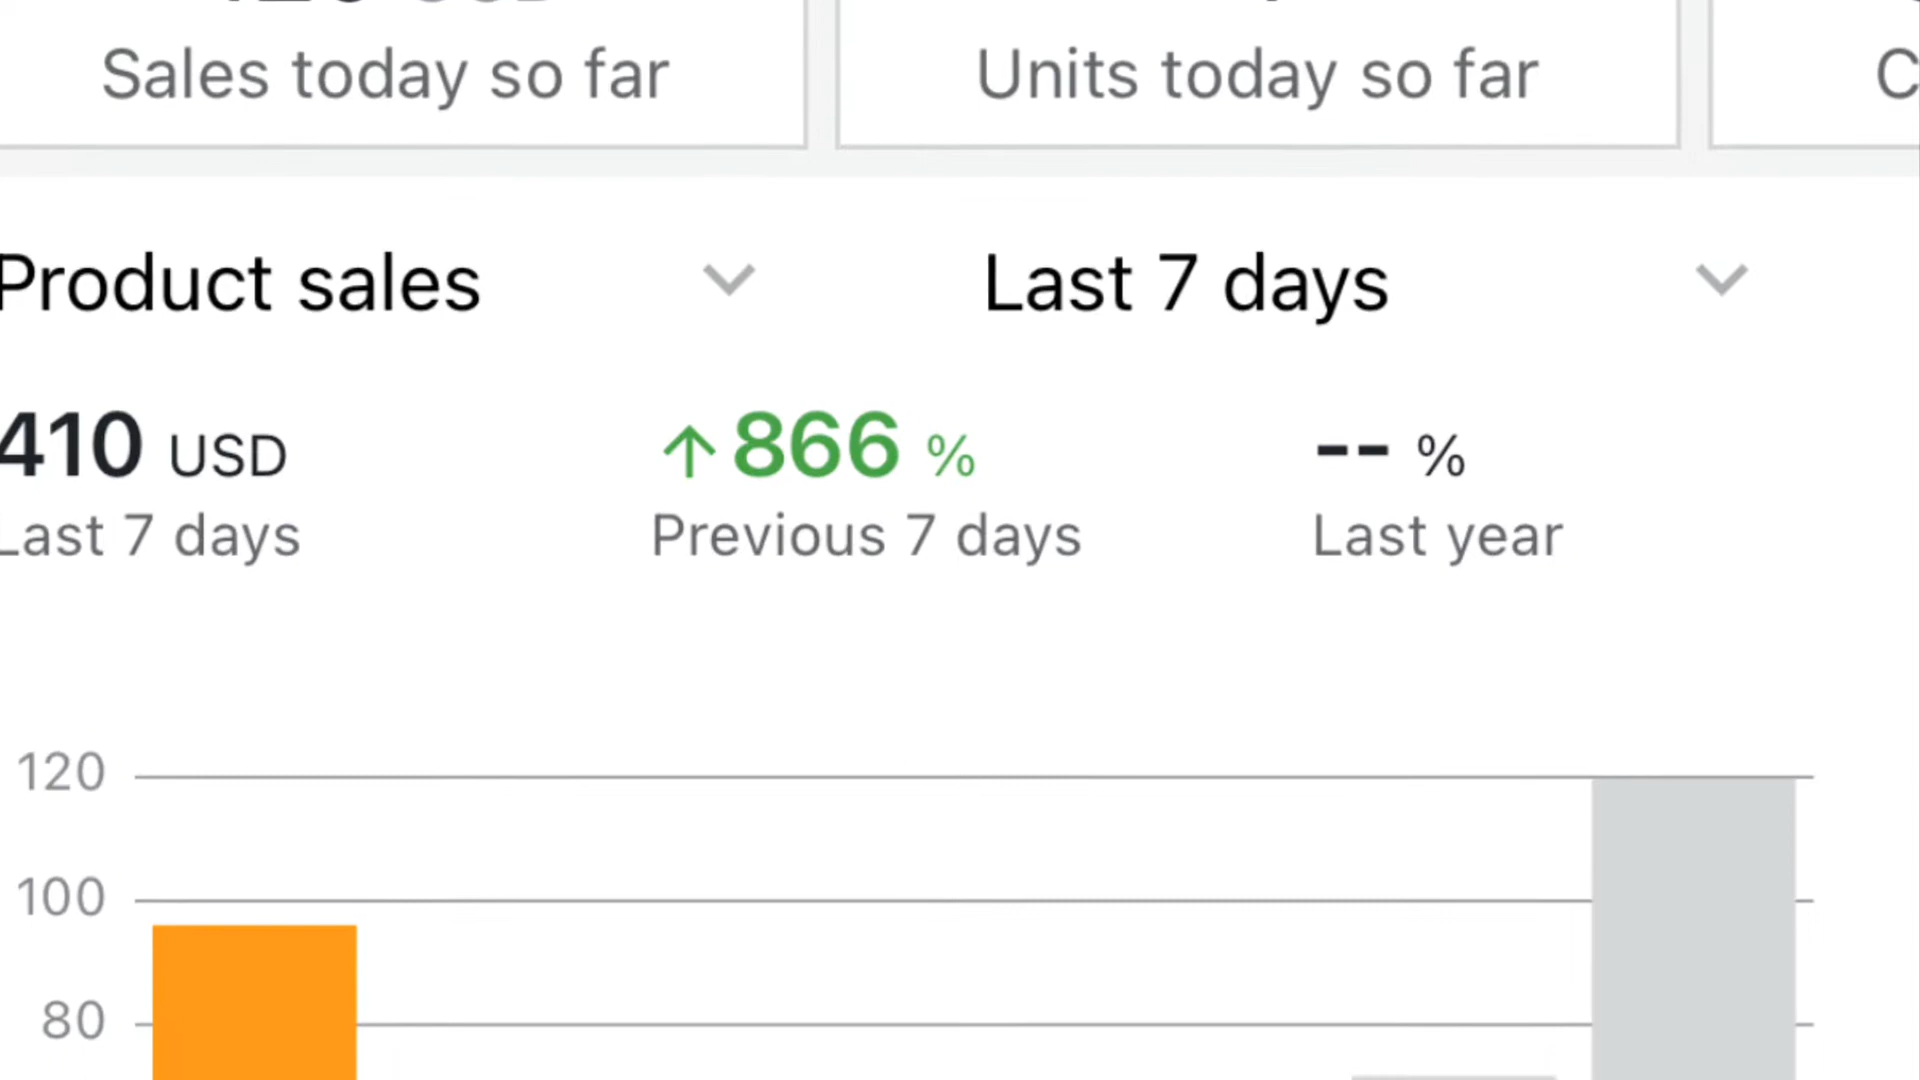 Sales today so far
Units today so far
Product sales
Last 7 days
410 USD
↑866 %
-- %
Last 7 days
Previous 7 days
Last year
120
100
80